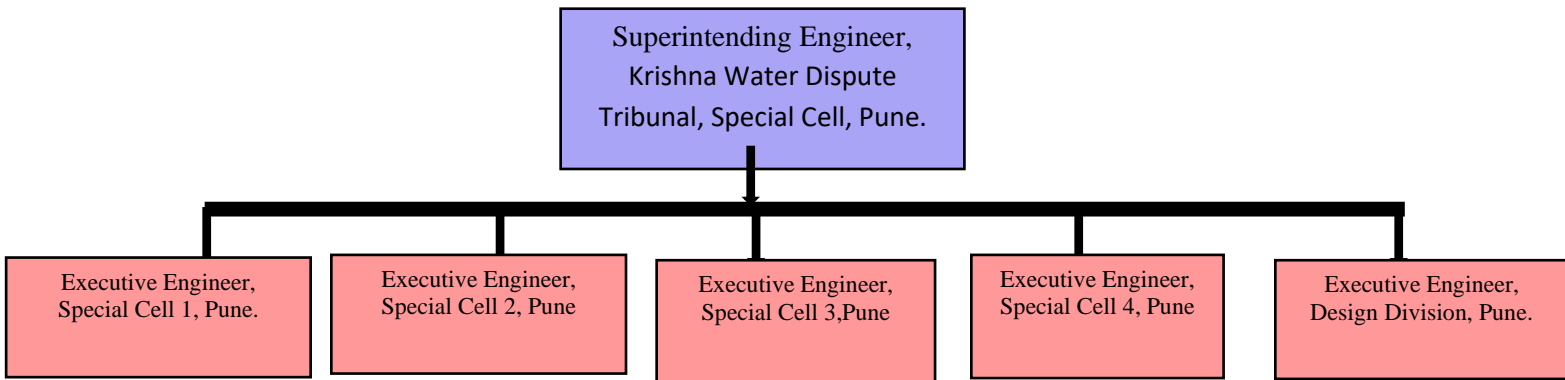 Superintending Engineer,
Krishna Water Dispute
Tribunal, Special Cell, Pune.
Executive Engineer,
Special Cell 1, Pune.
Executive Engineer,
Special Cell 2, Pune
Executive Engineer,
Special Cell 3,Pune
Executive Engineer,
Special Cell 4, Pune
Executive Engineer,
Design Division, Pune.